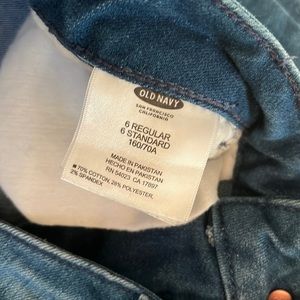 OLD NAVY
SAN FRANCISCO
CALIFORNIA
6 REGULAR
6 STANDARD
160/70A
MADE IN PAKISTAN
HECHO EN PAKISTAN
RN 54023 CA 17897
70% COTTON, 28% POLYESTER,
2% SPANDEX